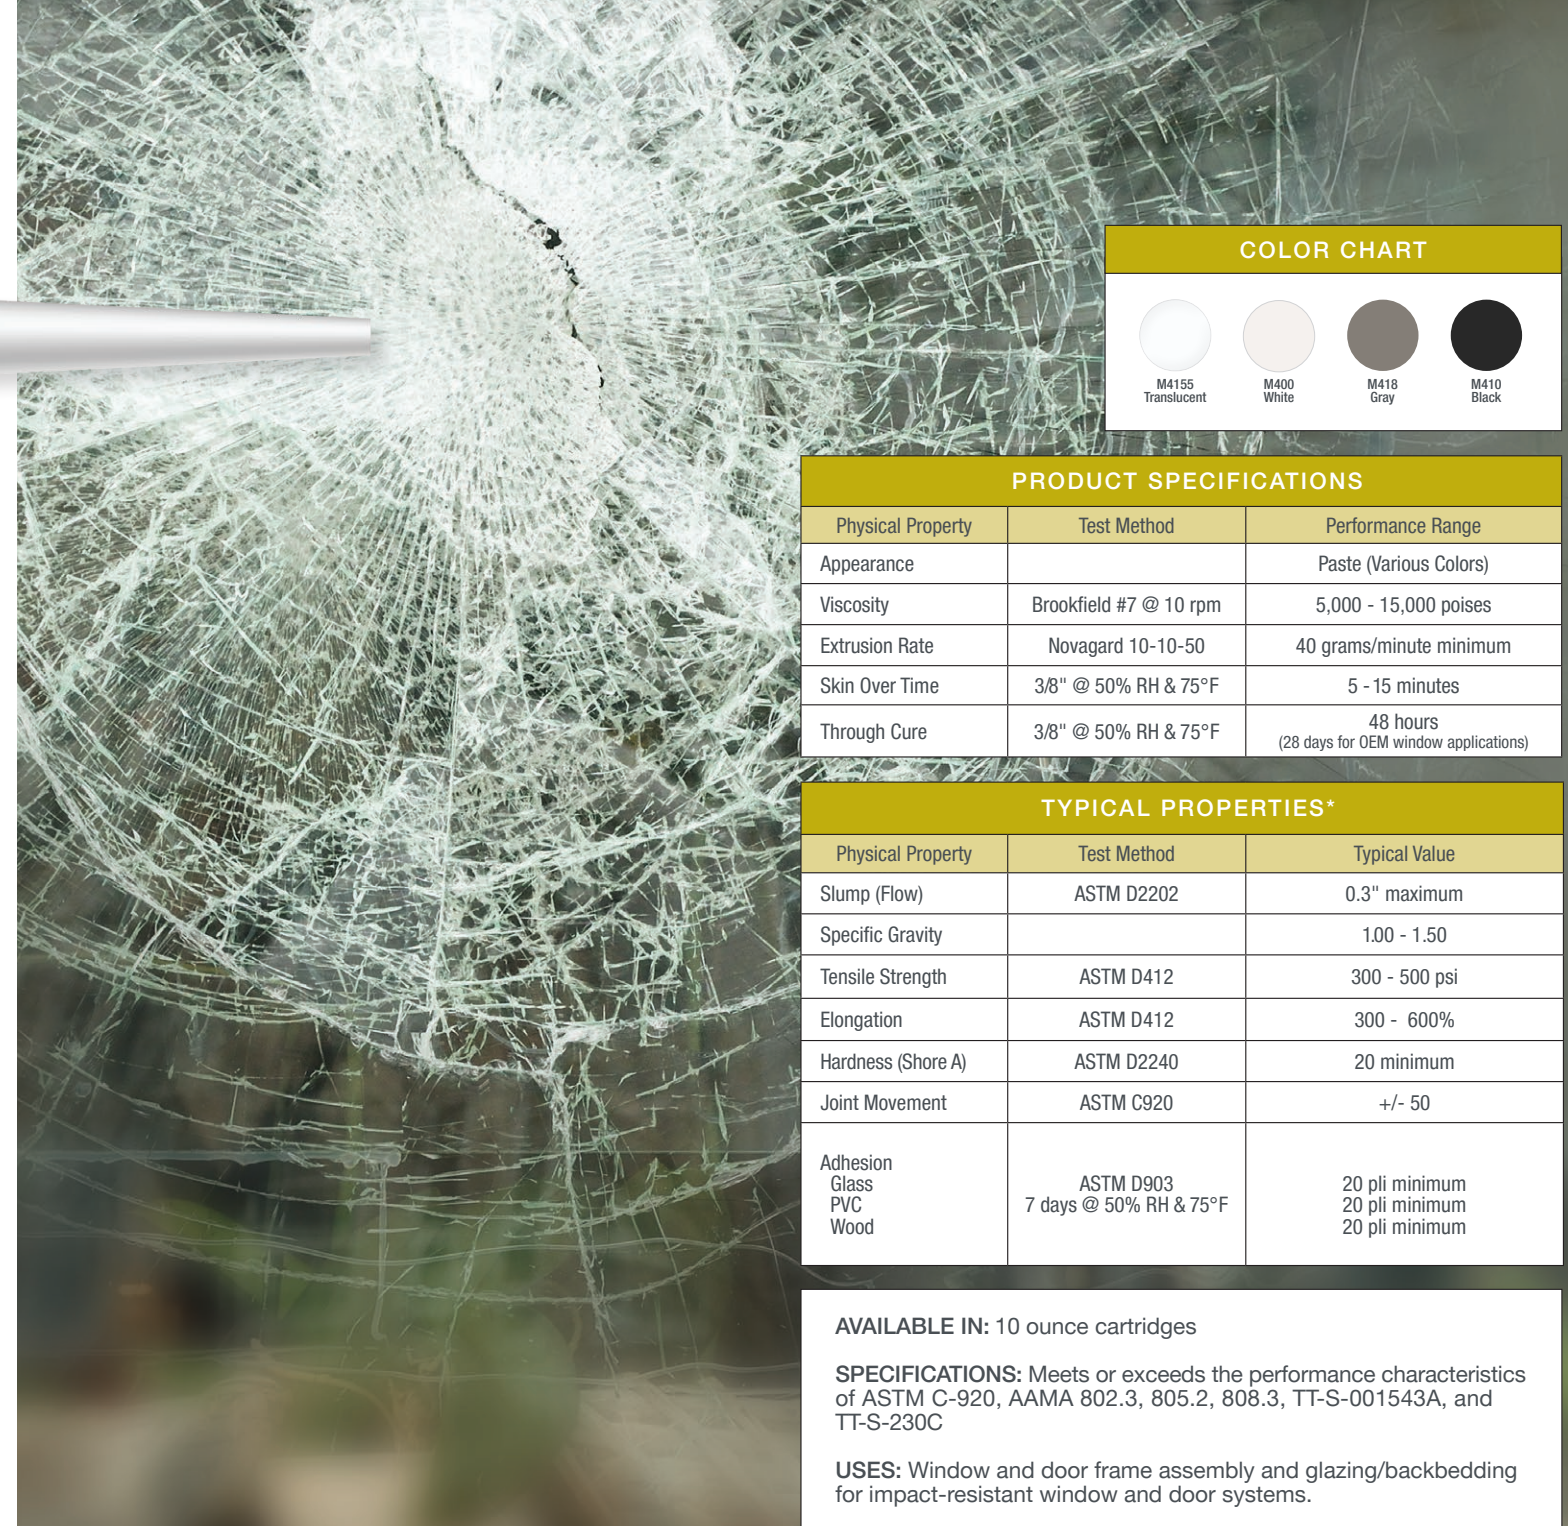 COLOR CHART
M4155 M400 M418 M410
Translucent White Gray Black
PRODUCT SPECIFICATIONS
Physical Property Test Method Performance Range
Appearance Paste (Various Colors)
Viscosity Brookfield #7 @ 10 rpm 5,000 - 15,000 poises
Extrusion Rate Novagard 10-10-50 40 grams/minute minimum
Skin Over Time 3/8" @ 50% RH & 75°F 5 - 15 minutes
Through Cure 3/8" @ 50% RH & 75°F 48 hours
(28 days for OEM window applications)
TYPICAL PROPERTIES*
Physical Property Test Method Typical Value
Slump (Flow) ASTM D2202 0.3" maximum
Specific Gravity 1.00 - 1.50
Tensile Strength ASTM D412 300 - 500 psi
Elongation ASTM D412 300 - 600%
Hardness (Shore A) ASTM D2240 20 minimum
Joint Movement ASTM C920 +/- 50
Adhesion
Glass ASTM D903 20 pli minimum
PVC 7 days @ 50% RH & 75°F 20 pli minimum
Wood 20 pli minimum
AVAILABLE IN: 10 ounce cartridges
SPECIFICATIONS: Meets or exceeds the performance characteristics
of ASTM C-920, AAMA 802.3, 805.2, 808.3, TT-S-001543A, and
TT-S-230C
USES: Window and door frame assembly and glazing/backbedding
for impact-resistant window and door systems.